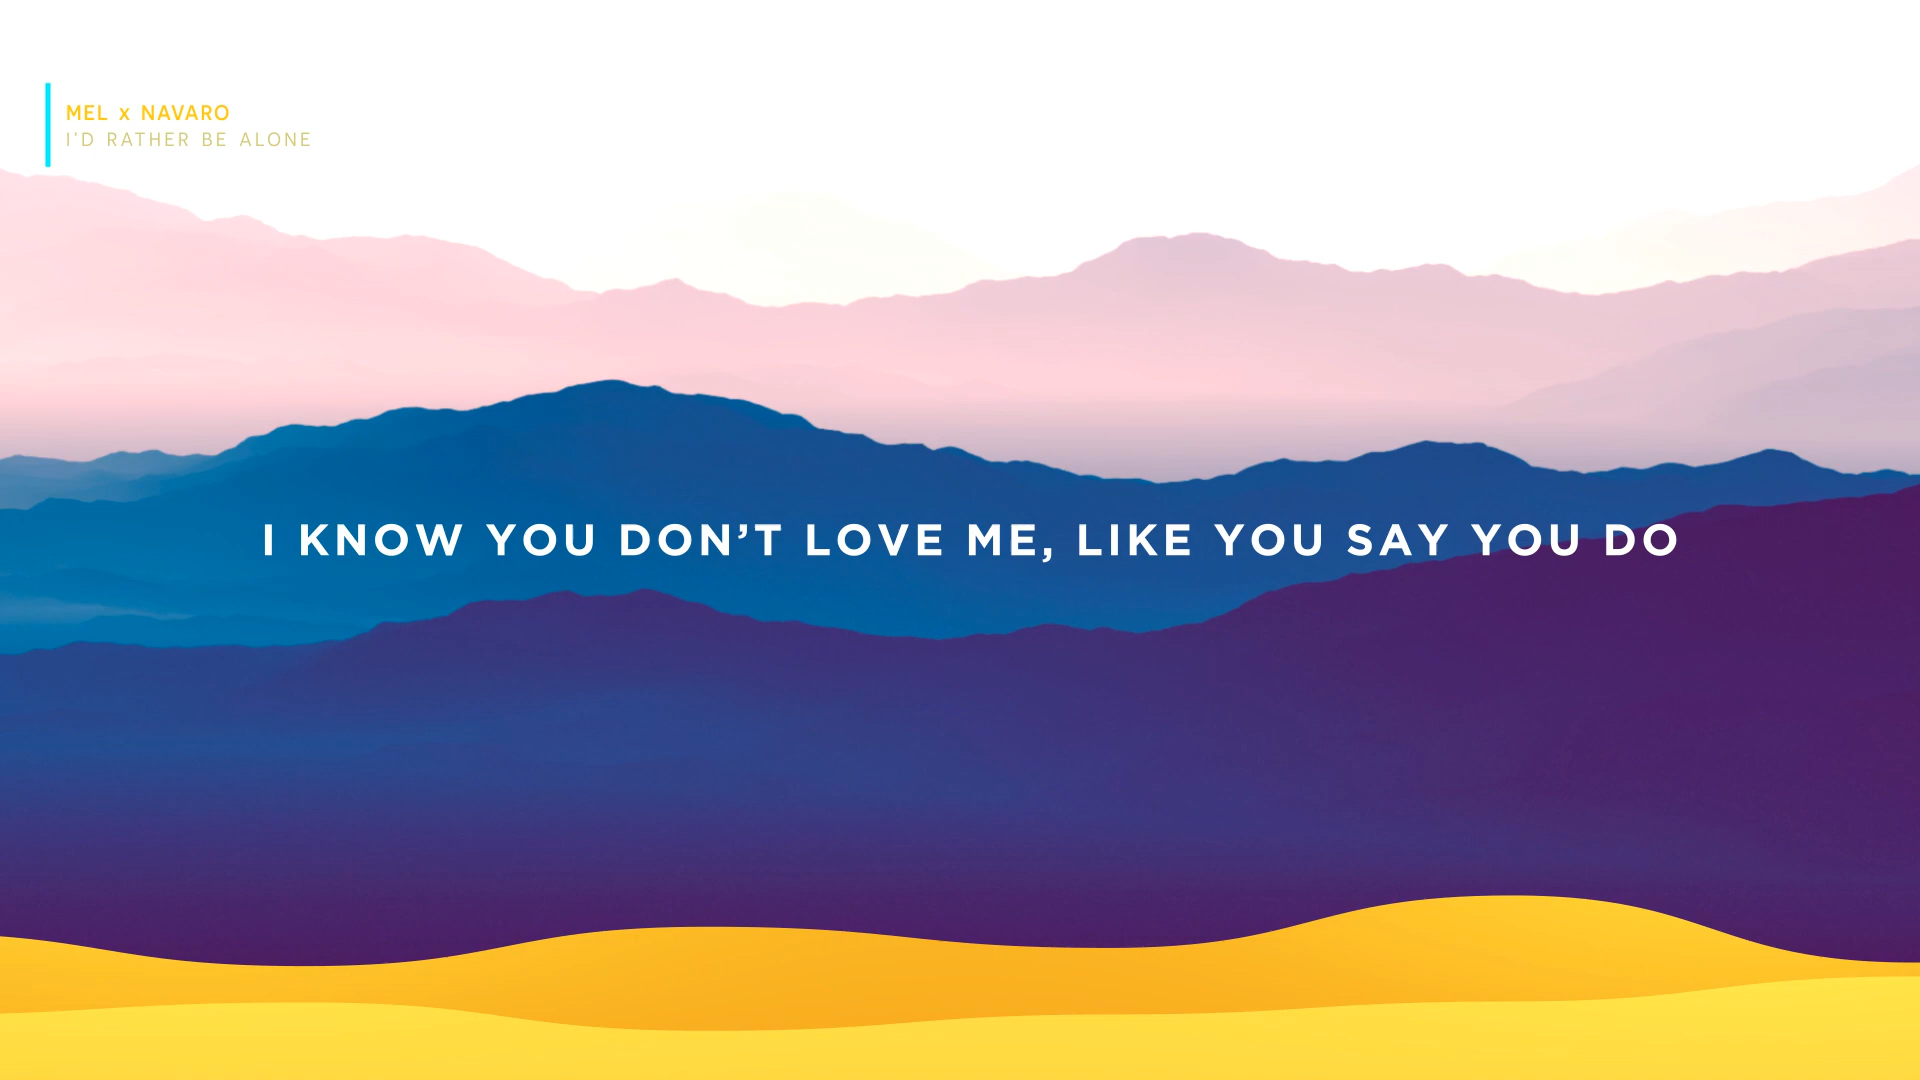 MEL x NAVARO
I'D RATHER BE ALONE
I KNOW YOU DON’T LOVE ME, LIKE YOU SAY YOU DO